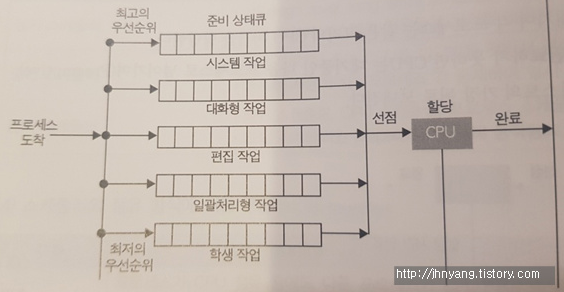 최고의
우선순위
준비 상태큐
시스템 작업
대화형 작업
프로세스
도착
편집 작업
선점
할당
CPU
완료
일괄처리형 작업
최저의
우선순위
학생 작업
http://ihnyang.tistory.com